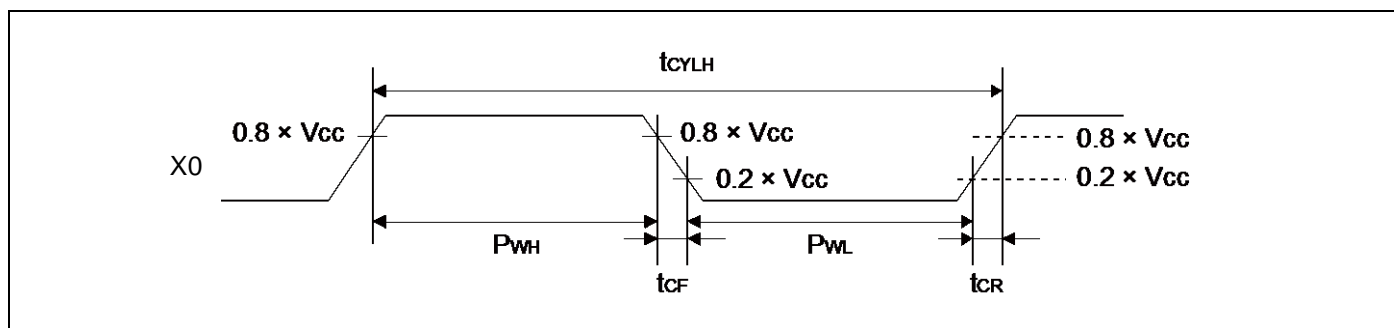 tCYLH
0.8 × VCC
0.8 × VCC
0.8 × VCC
X0
0.2 × VCC
0.2 × VCC
PWH
PWL
tCF
tCR